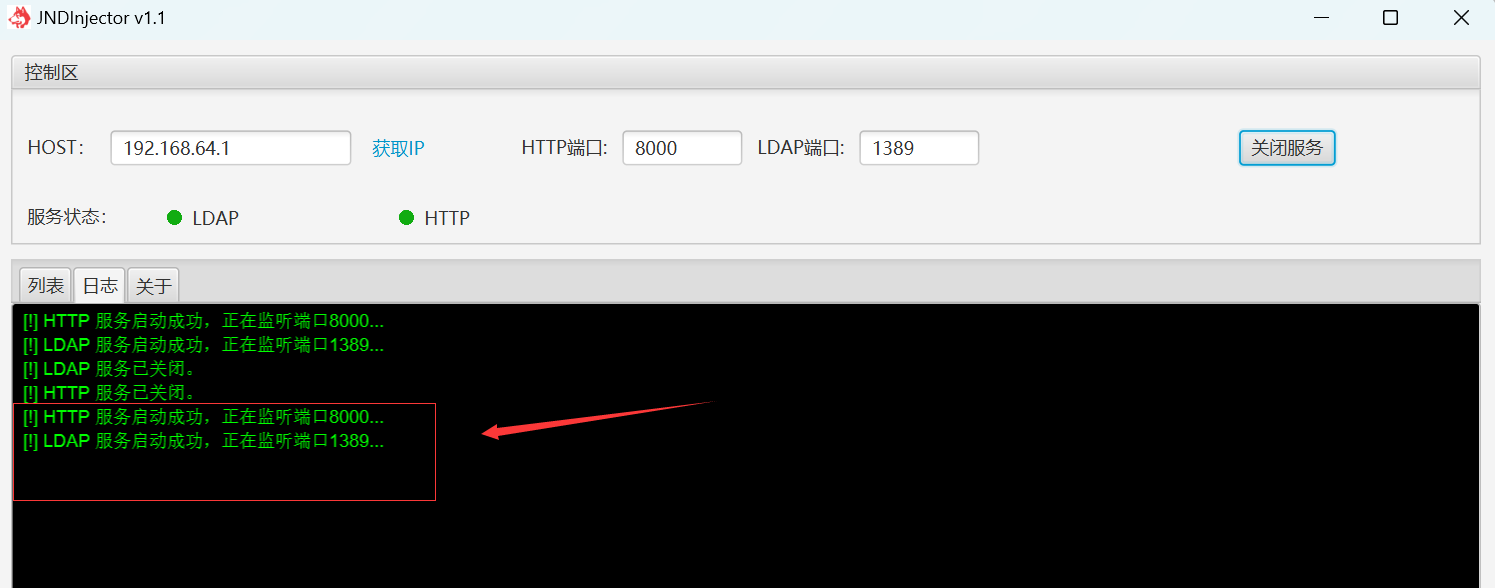 JNDInjector v1.1
控制区
HOST： 192.168.64.1 获取IP HTTP端口: 8000 LDAP端口: 1389 关闭服务
服务状态： LDAP HTTP
列表 日志 关于
[!] HTTP 服务启动成功，正在监听端口8000...
[!] LDAP 服务启动成功，正在监听端口1389...
[!] LDAP 服务已关闭。
[!] HTTP 服务已关闭。
[!] HTTP 服务启动成功，正在监听端口8000...
[!] LDAP 服务启动成功，正在监听端口1389...